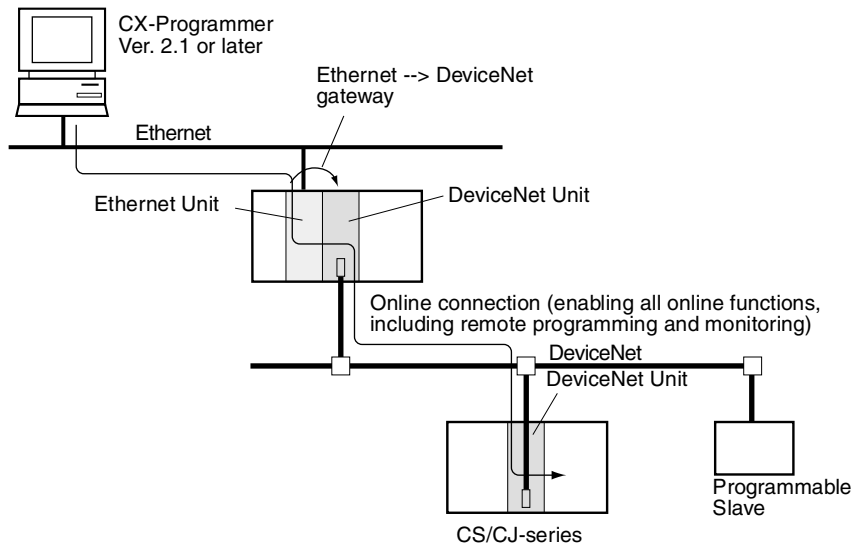 CX-Programmer
Ver. 2.1 or later
Ethernet --> DeviceNet
gateway
Ethernet
Ethernet Unit
DeviceNet Unit
Online connection (enabling all online functions,
including remote programming and monitoring)
DeviceNet
DeviceNet Unit
Programmable
Slave
CS/CJ-series